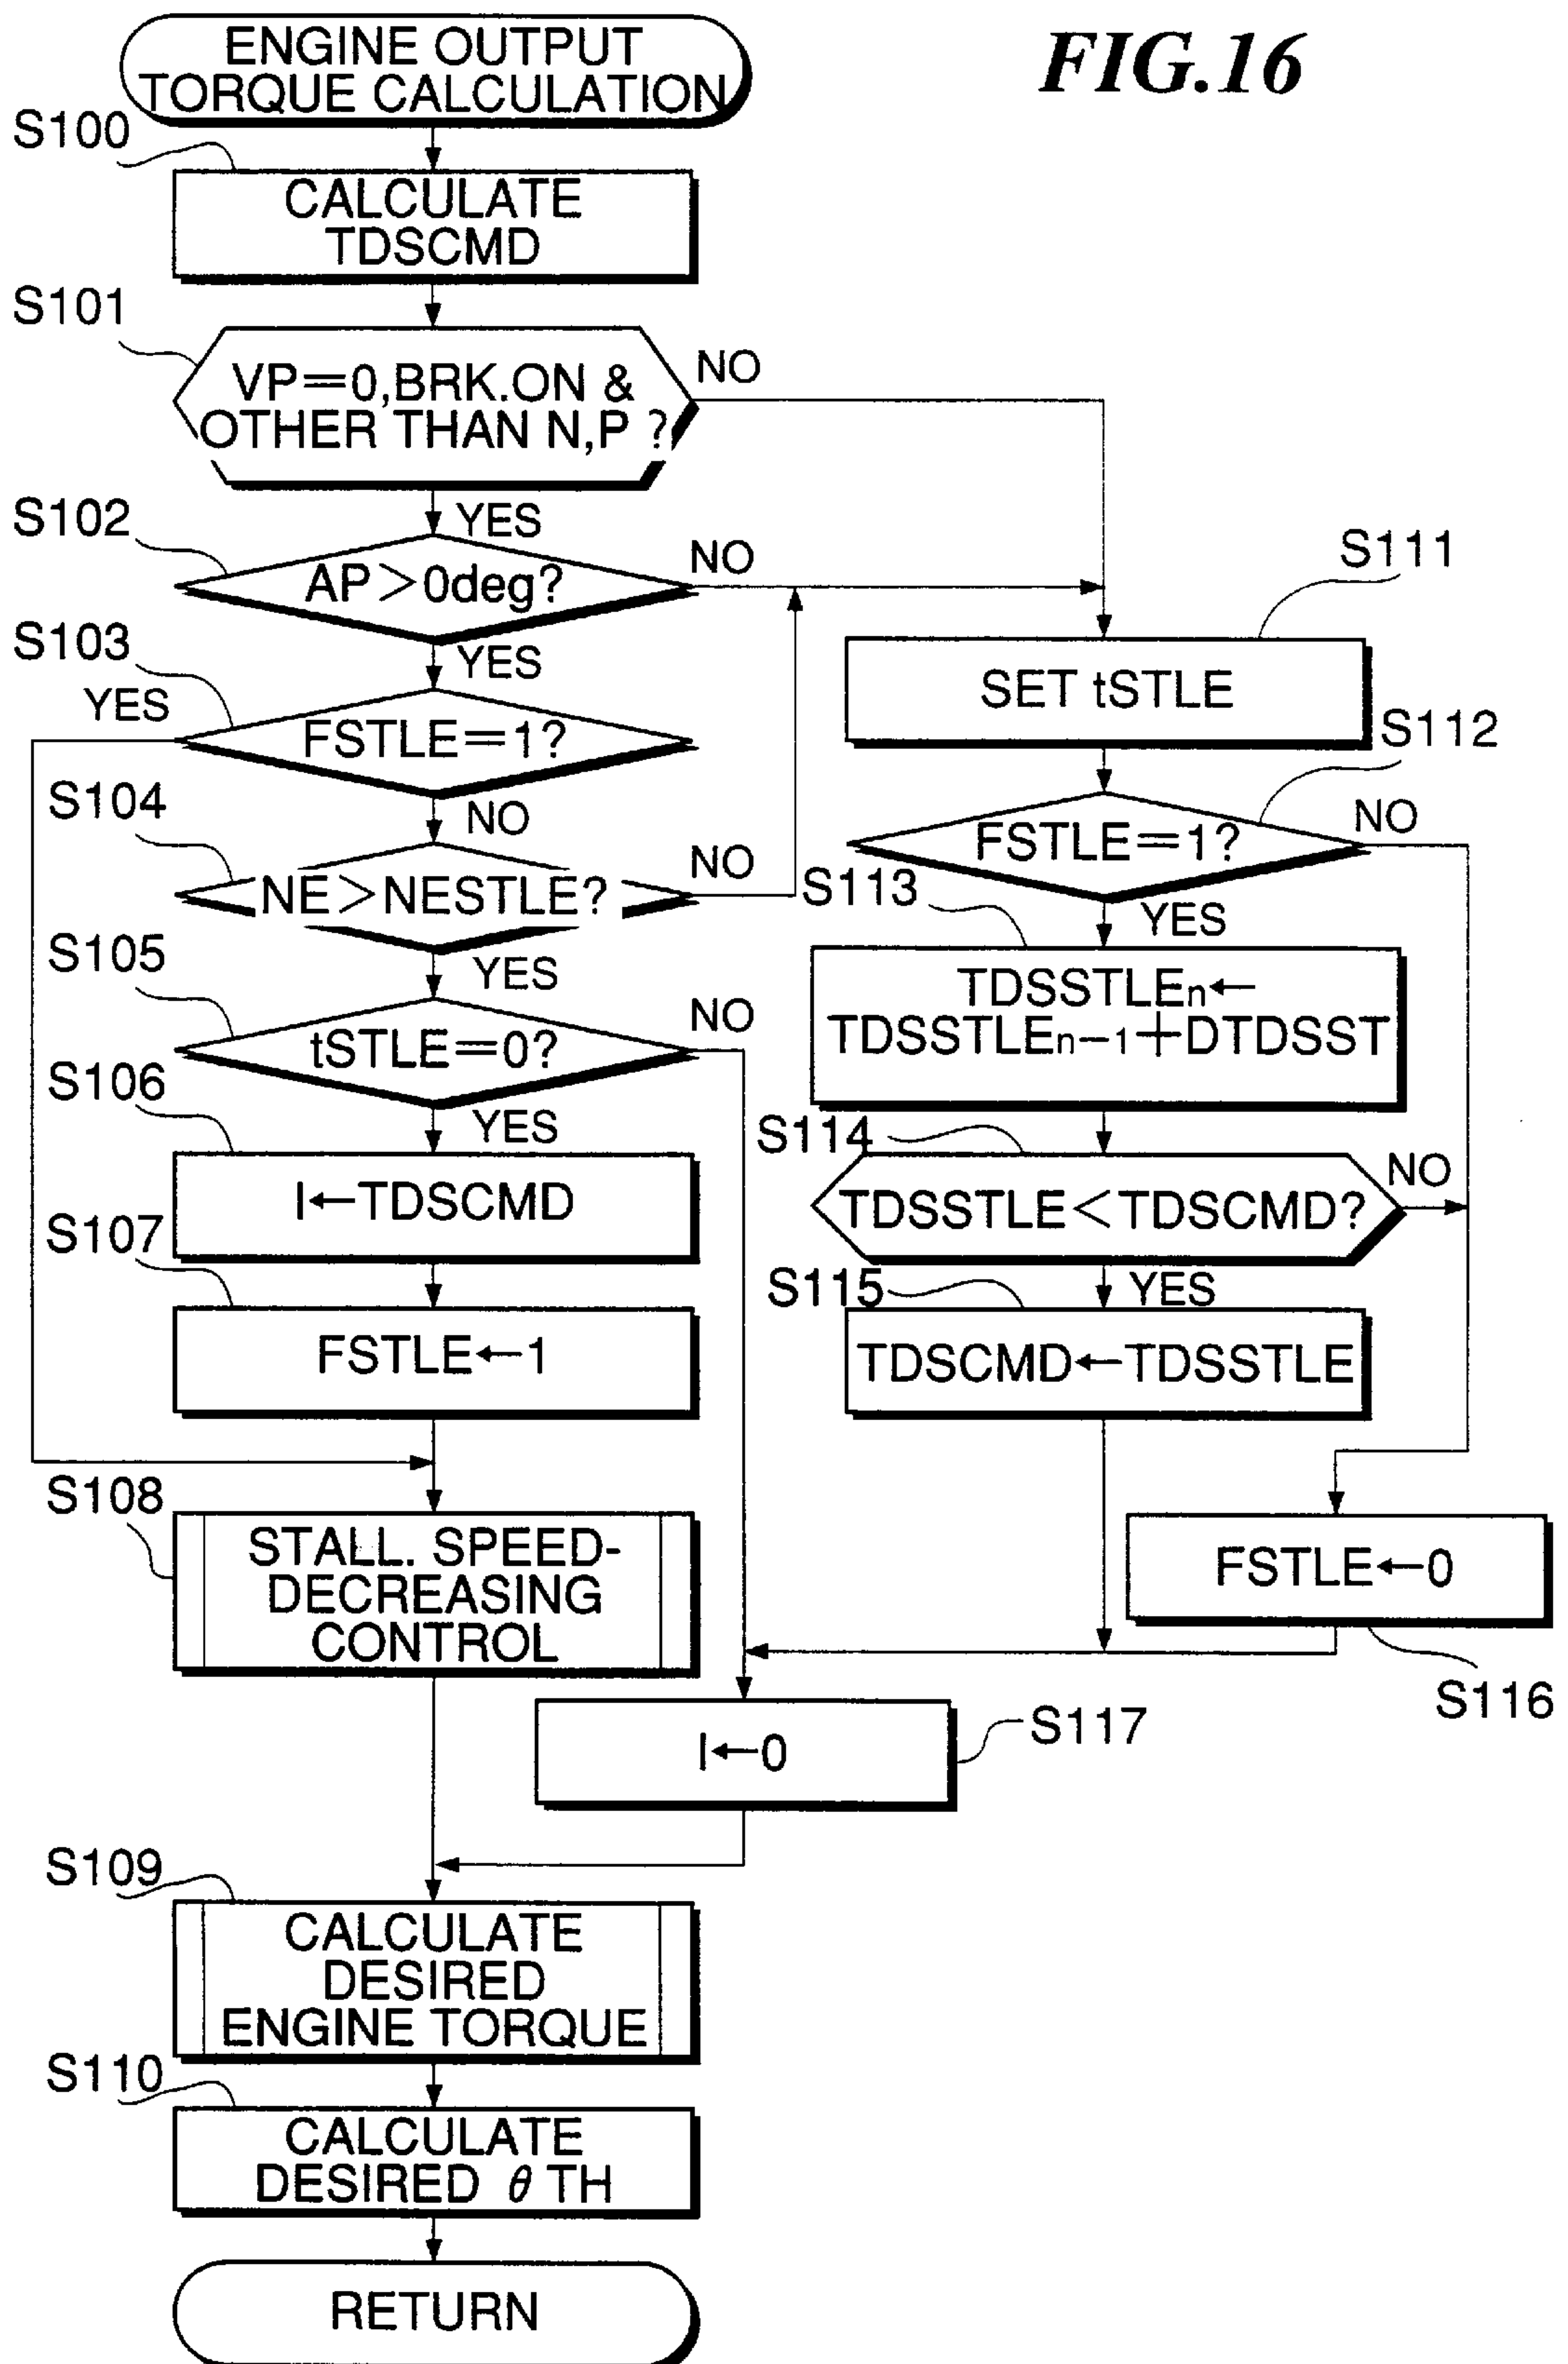 FIG.16
ENGINE OUTPUT
TORQUE CALCULATION
S100
CALCULATE
TDSCMD
S101
VP=0,BRK.ON &
OTHER THAN N,P ?
NO
YES
S102
AP>0deg?
NO
YES
S103
YES
FSTLE=1?
NO
S104
NE>NESTLE?
NO
YES
S105
tSTLE=0?
NO
YES
S106
I←TDSCMD
S107
FSTLE←1
S108
STALL. SPEED-
DECREASING
CONTROL
S109
CALCULATE
DESIRED
ENGINE TORQUE
S110
CALCULATE
DESIRED θ TH
RETURN
S111
SET tSTLE
S112
FSTLE=1?
NO
YES
S113
TDSSTLEn←
TDSSTLEn−1+DTDSST
S114
TDSSTLE<TDSCMD?
NO
YES
S115
TDSCMD←TDSSTLE
FSTLE←0
S116
I←0
S117